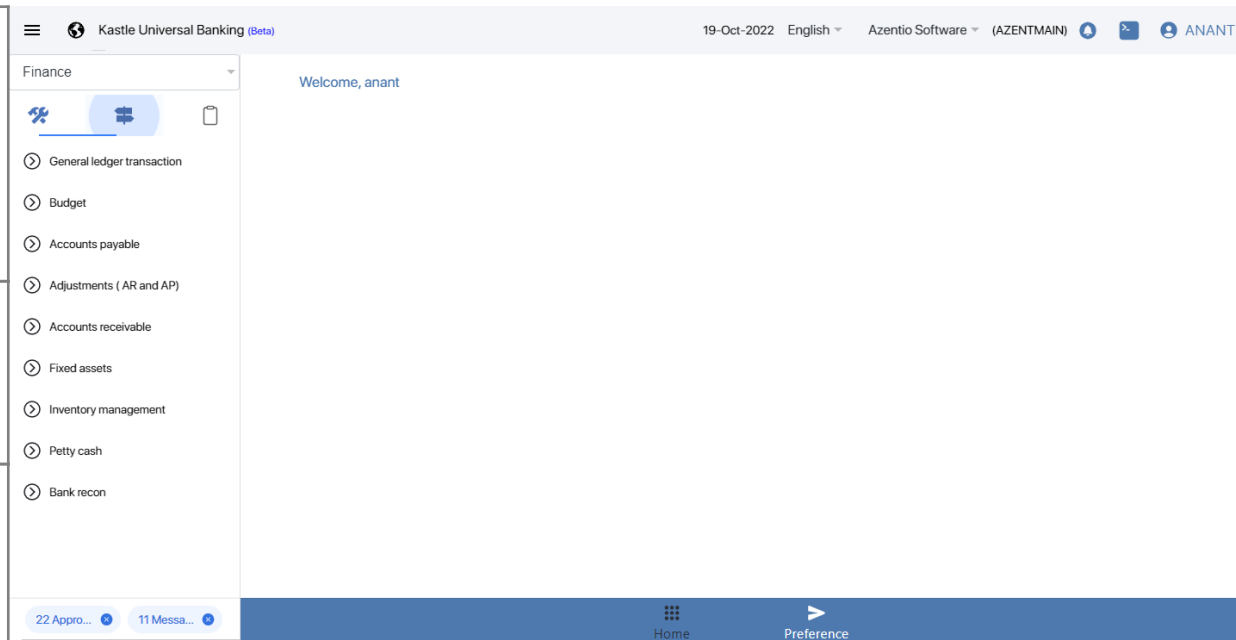 Kastle Universal Banking (Beta) 19-Oct-2022 English Azentio Software (AZENTMAIN) ANANT
Finance
Welcome, anant
General ledger transaction
Budget
Accounts payable
Adjustments ( AR and AP)
Accounts receivable
Fixed assets
Inventory management
Petty cash
Bank recon
22 Appro... 11 Messa...
Home Preference